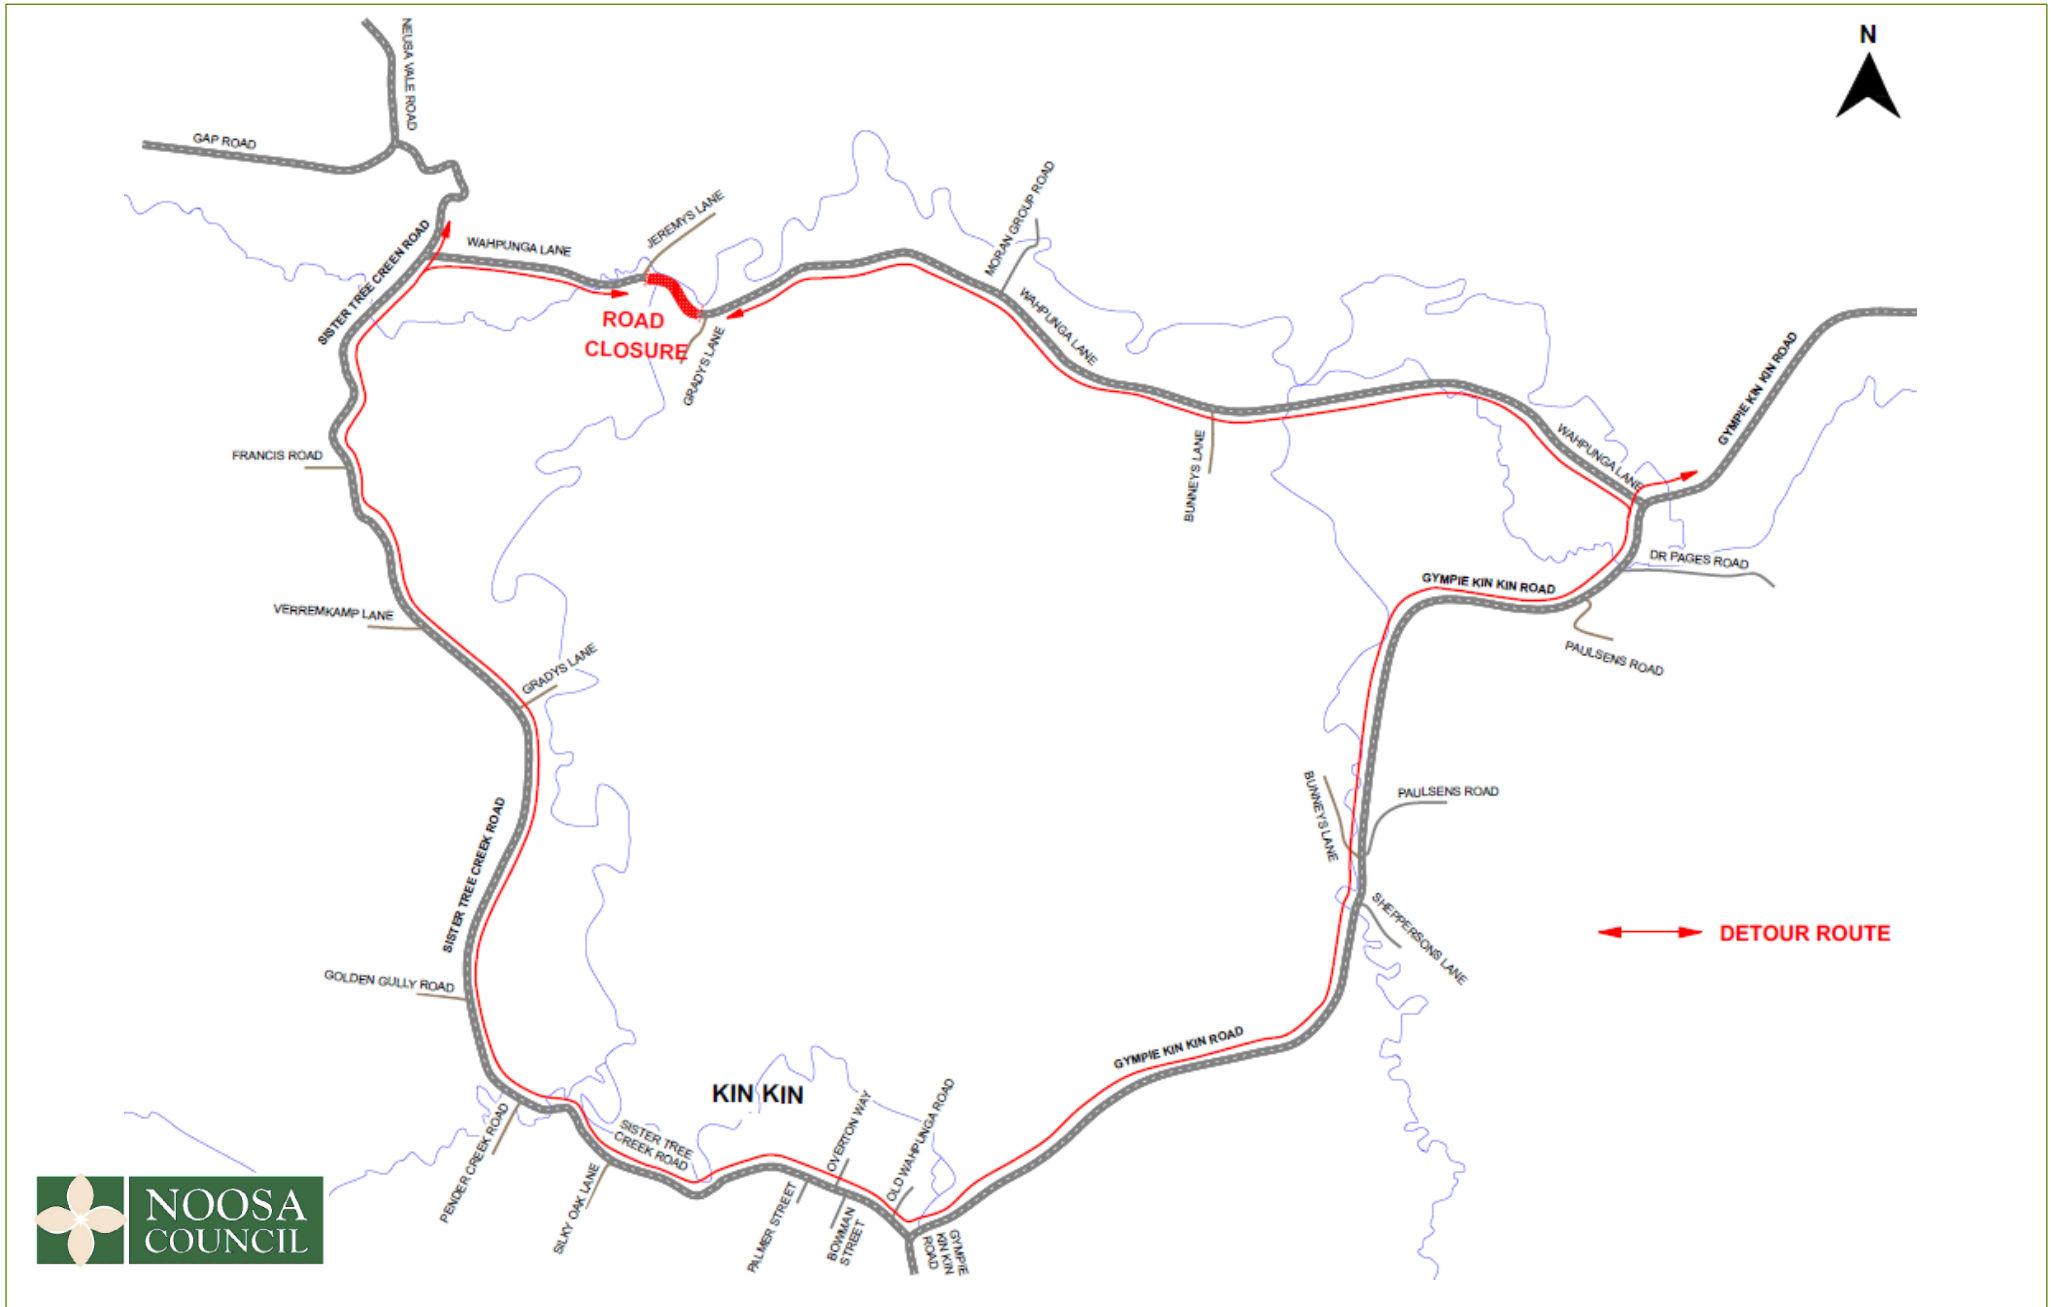 NEUSA VALE ROAD
N
GAP ROAD
SISTER TREE CREEN ROAD
WAHPUNGA LANE
JEREMYS LANE
MORAN GROUP ROAD
ROAD
CLOSURE
GRADYS LANE
WAHPUNGA LANE
GYMPIE KIN KIN ROAD
FRANCIS ROAD
BUNNEYS LANE
WAHPUNGA LANE
DR PAGES ROAD
GYMPIE KIN KIN ROAD
PAULSENS ROAD
VERREMKAMP LANE
GRADYS LANE
SISTER TREE CREEK ROAD
BUNNEYS LANE
PAULSENS ROAD
SHEPPERSONS LANE
DETOUR ROUTE
GOLDEN GULLY ROAD
GYMPIE KIN KIN ROAD
KIN KIN
PENDER CREEK ROAD
SISTER TREE
CREEK ROAD
SILKY OAK LANE
OVERTON WAY
OLD WAHPUNGA ROAD
PALMER STREET
BOWMAN
STREET
GYMPIE
KIN KIN
ROAD
NOOSA
COUNCIL